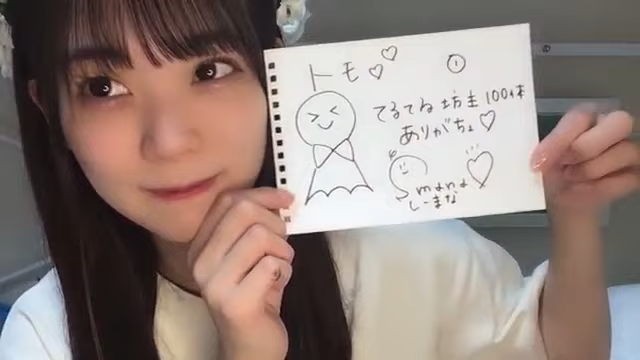 トモ♡♡
①
てるてる坊主100体
ありがちょ♡
mana
しーまな